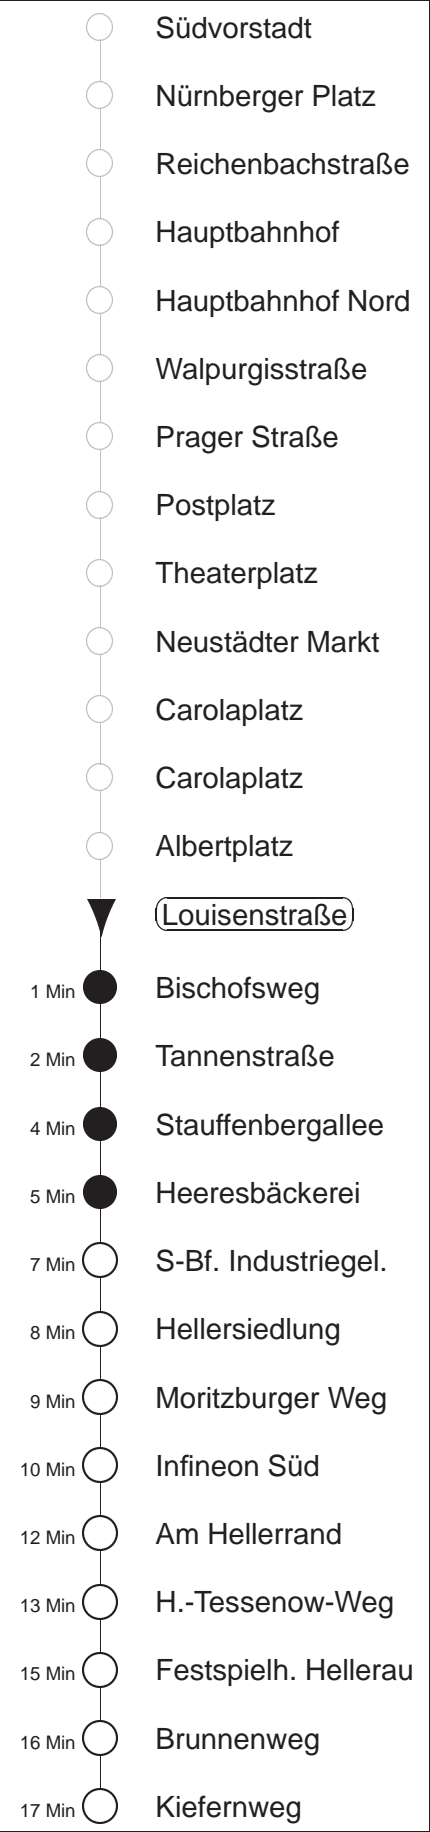 Südvorstadt
Nürnberger Platz
Reichenbachstraße
Hauptbahnhof
Hauptbahnhof Nord
Walpurgisstraße
Prager Straße
Postplatz
Theaterplatz
Neustädter Markt
Carolaplatz
Carolaplatz
Albertplatz
Louisenstraße
1 Min Bischofsweg
2 Min Tannenstraße
4 Min Stauffenbergallee
5 Min Heeresbäckerei
7 Min S-Bf. Industriegel.
8 Min Hellersiedlung
9 Min Moritzburger Weg
10 Min Infineon Süd
12 Min Am Hellerrand
13 Min H.-Tessenow-Weg
15 Min Festspielh. Hellerau
16 Min Brunnenweg
17 Min Kiefernweg